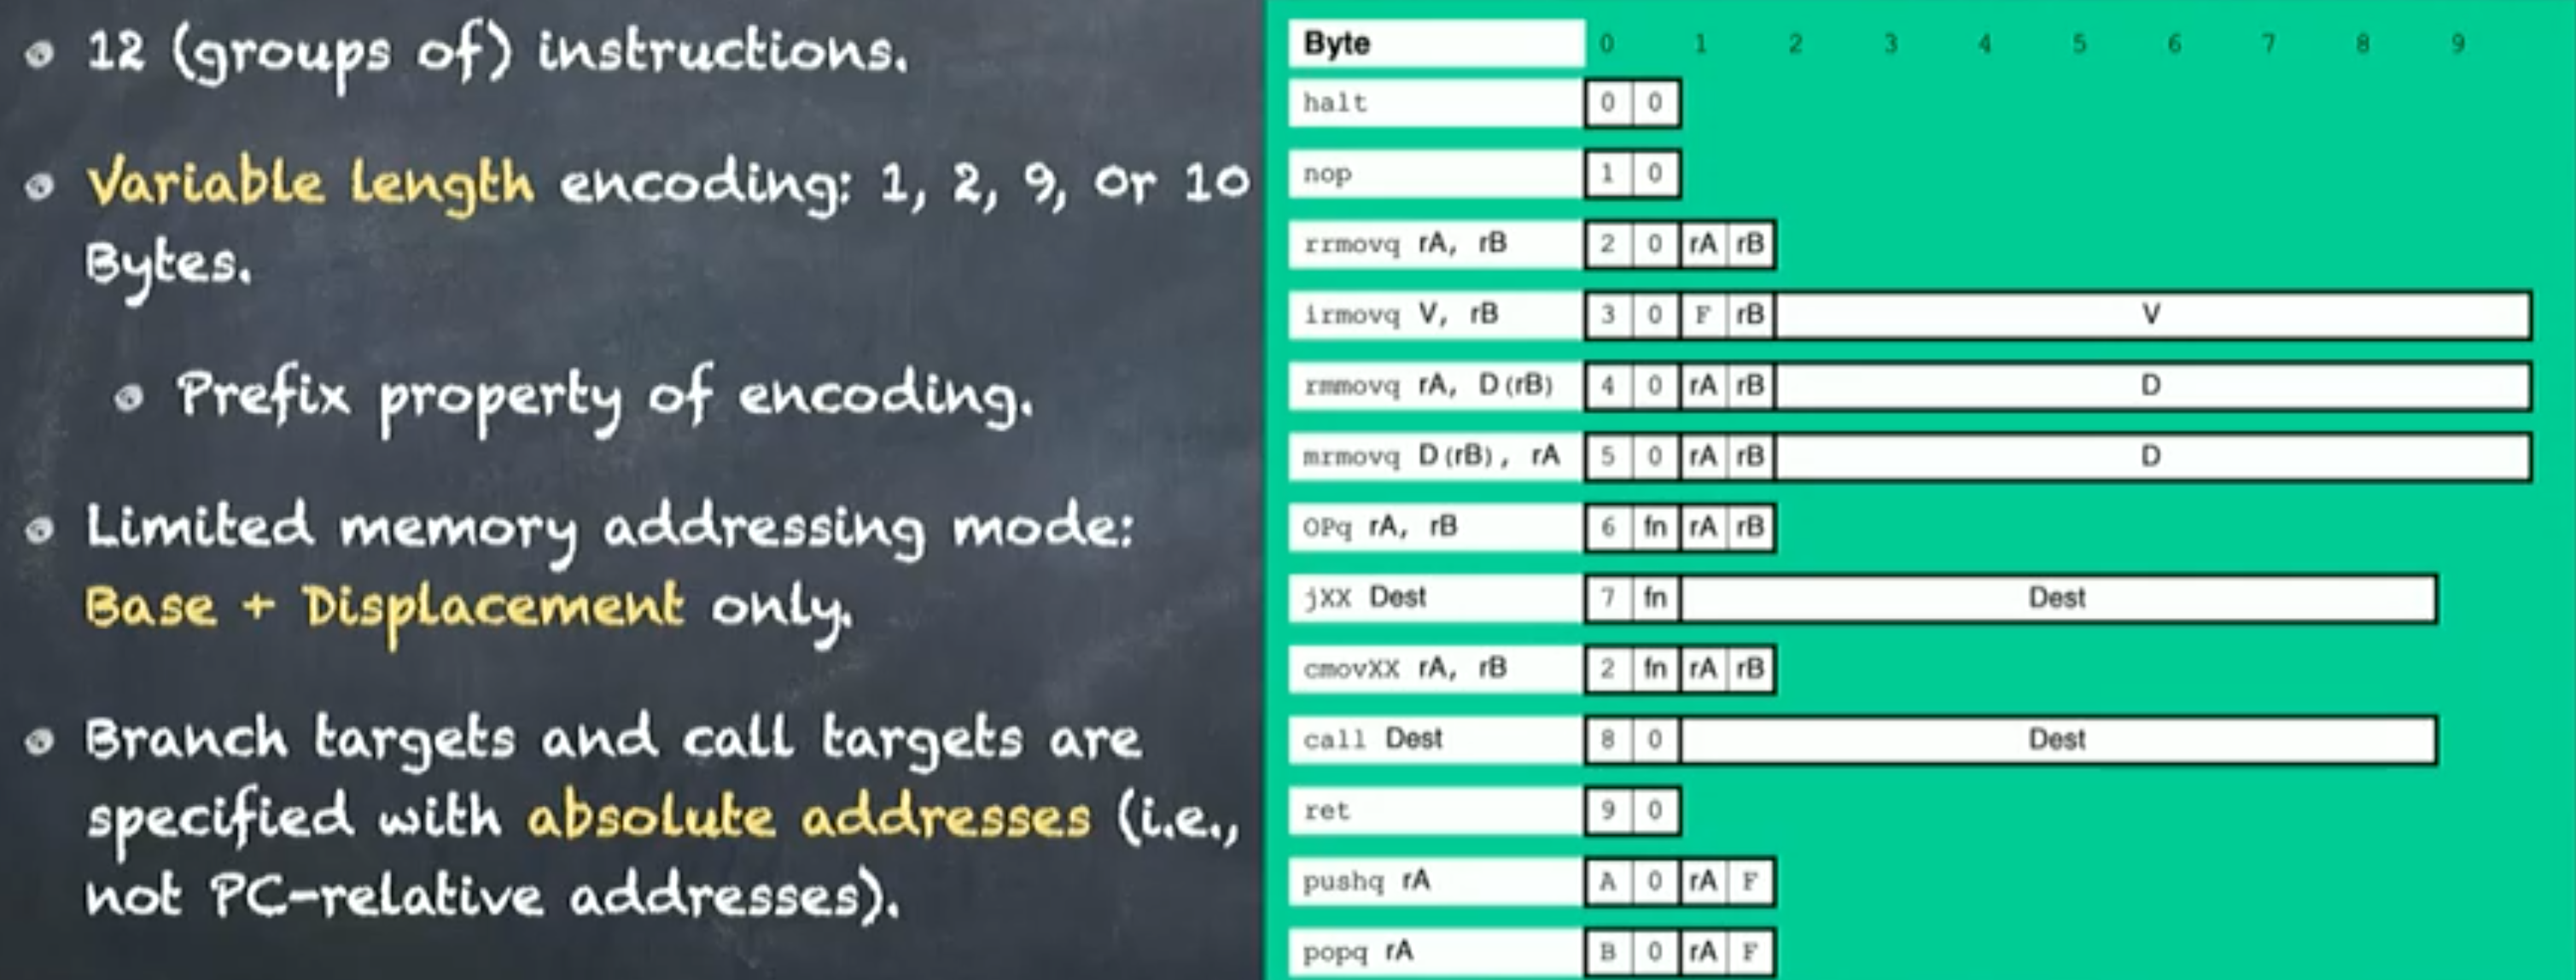 12 (groups of) instructions.
Variable length encoding: 1, 2, 9, or 10
Bytes.
Prefix property of encoding.
Limited memory addressing mode:
Base + Displacement only.
Branch targets and call targets are
specified with absolute addresses (i.e.,
not PC-relative addresses).
Byte 0 1 2 3 4 5 6 7 8 9
halt 0 0
nop 1 0
rrmovq rA, rB 2 0 rA rB
irmovq V, rB 3 0 F rB V
rmmovq rA, D(rB) 4 0 rA rB D
mrmovq D(rB), rA 5 0 rA rB D
OPq rA, rB 6 fn rA rB
jXX Dest 7 fn Dest
cmovXX rA, rB 2 fn rA rB
call Dest 8 0 Dest
ret 9 0
pushq rA A 0 rA F
popq rA B 0 rA F